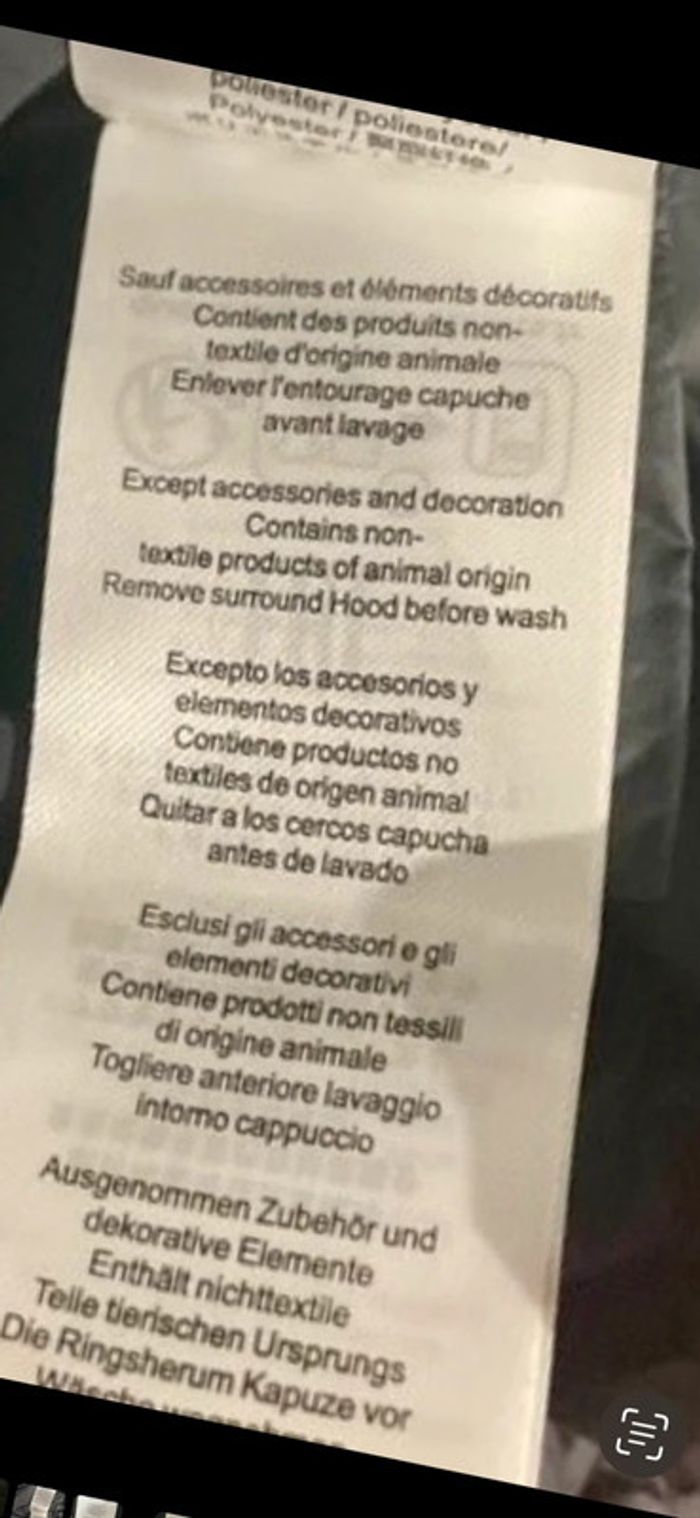 poliester / poliestere/
Polyester /
Sauf accessoires et éléments décoratifs
Contient des produits non-
textile d'origine animale
Enlever l'entourage capuche
avant lavage
Except accessories and decoration
Contains non-
textile products of animal origin
Remove surround Hood before wash
Excepto los accesorios y
elementos decorativos
Contiene productos no
textiles de origen animal
Quitar a los cercos capucha
antes de lavado
Esclusi gli accessori e gli
elementi decorativi
Contiene prodotti non tessili
di origine animale
Togliere anteriore lavaggio
intorno cappuccio
Ausgenommen Zubehör und
dekorative Elemente
Enthält nichttextile
Teile tierischen Ursprungs
Die Ringsherum Kapuze vor
Wäsche